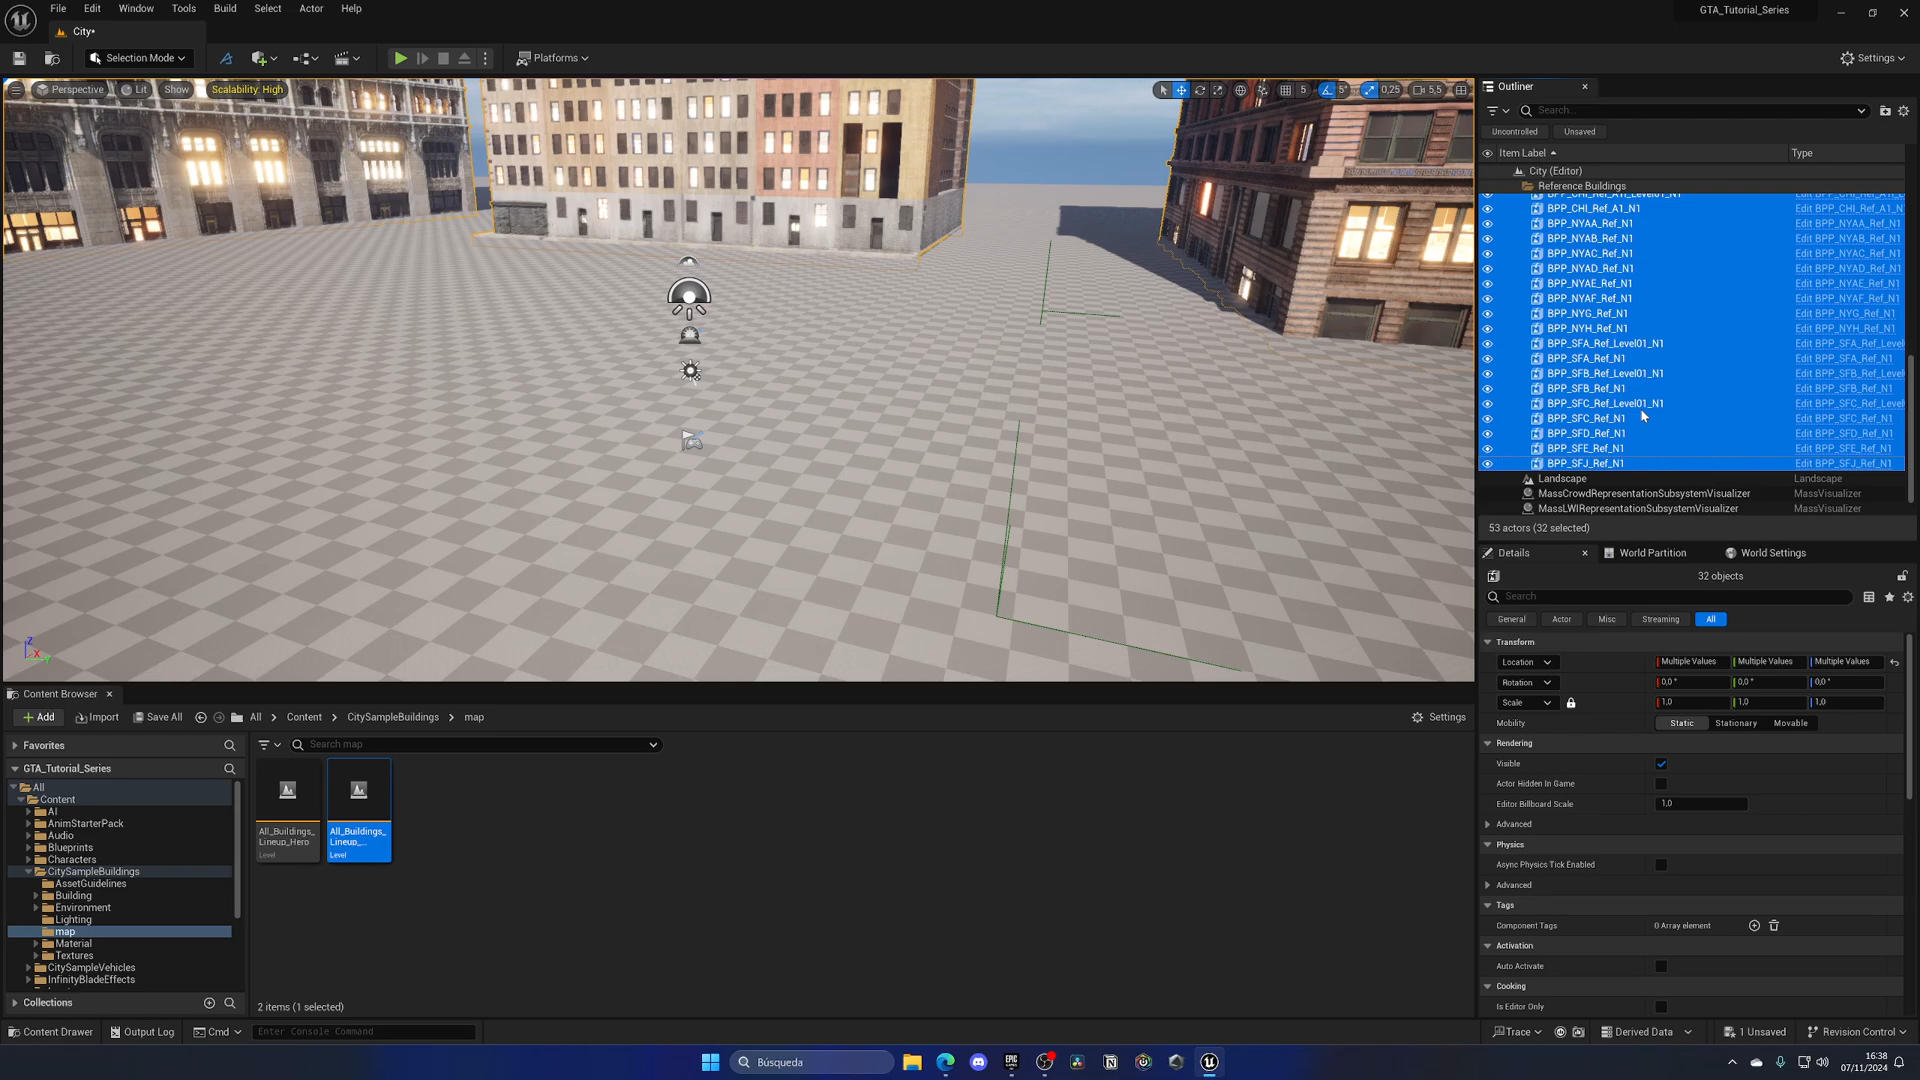 File Edit Window Tools Build Select Actor Help
GTA_Tutorial_Series
City*
Selection Mode
Platforms
Settings
Perspective Lit Show Scalability: High
5 5° 0,25 5,5
Outliner
Search...
Uncontrolled Unsaved
Item Label Type
City (Editor)
Reference Buildings
BPP_CHI_Ref_A1_N1 Edit BPP_CHI_Ref_A1_N
BPP_NYAA_Ref_N1 Edit BPP_NYAA_Ref_N1
BPP_NYAB_Ref_N1 Edit BPP_NYAB_Ref_N1
BPP_NYAC_Ref_N1 Edit BPP_NYAC_Ref_N1
BPP_NYAD_Ref_N1 Edit BPP_NYAD_Ref_N1
BPP_NYAE_Ref_N1 Edit BPP_NYAE_Ref_N1
BPP_NYAF_Ref_N1 Edit BPP_NYAF_Ref_N1
BPP_NYG_Ref_N1 Edit BPP_NYG_Ref_N1
BPP_NYH_Ref_N1 Edit BPP_NYH_Ref_N1
BPP_SFA_Ref_Level01_N1 Edit BPP_SFA_Ref_Level
BPP_SFA_Ref_N1 Edit BPP_SFA_Ref_N1
BPP_SFB_Ref_Level01_N1 Edit BPP_SFB_Ref_Level
BPP_SFB_Ref_N1 Edit BPP_SFB_Ref_N1
BPP_SFC_Ref_Level01_N1 Edit BPP_SFC_Ref_Level
BPP_SFC_Ref_N1 Edit BPP_SFC_Ref_N1
BPP_SFD_Ref_N1 Edit BPP_SFD_Ref_N1
BPP_SFE_Ref_N1 Edit BPP_SFE_Ref_N1
BPP_SFJ_Ref_N1 Edit BPP_SFJ_Ref_N1
Landscape Landscape
MassCrowdRepresentationSubsystemVisualizer MassVisualizer
MassLWIRepresentationSubsystemVisualizer MassVisualizer
53 actors (32 selected)
Details World Partition World Settings
32 objects
Search
General Actor Misc Streaming All
Transform
Location Multiple Values Multiple Values Multiple Values
Rotation 0,0 ° 0,0 ° 0,0 °
Scale 1,0 1,0 1,0
Mobility Static Stationary Movable
Rendering
Visible
Actor Hidden In Game
Editor Billboard Scale 1,0
Advanced
Physics
Async Physics Tick Enabled
Advanced
Tags
Component Tags 0 Array element
Activation
Auto Activate
Cooking
Is Editor Only
Z
X
Y
Content Browser
Add Import Save All All Content CitySampleBuildings map Settings
Favorites
Search map
GTA_Tutorial_Series
All
Content
AI
AnimStarterPack
Audio
Blueprints
Characters
CitySampleBuildings
AssetGuidelines
Building
Environment
Lighting
map
Material
Textures
CitySampleVehicles
InfinityBladeEffects
Collections
All_Buildings_
Lineup_Hero
Level
All_Buildings_
Lineup_...
Level
2 items (1 selected)
Content Drawer Output Log Cmd Enter Console Command
Trace Derived Data 1 Unsaved Revision Control
Búsqueda
EPIC
GAMES
16:38
07/11/2024